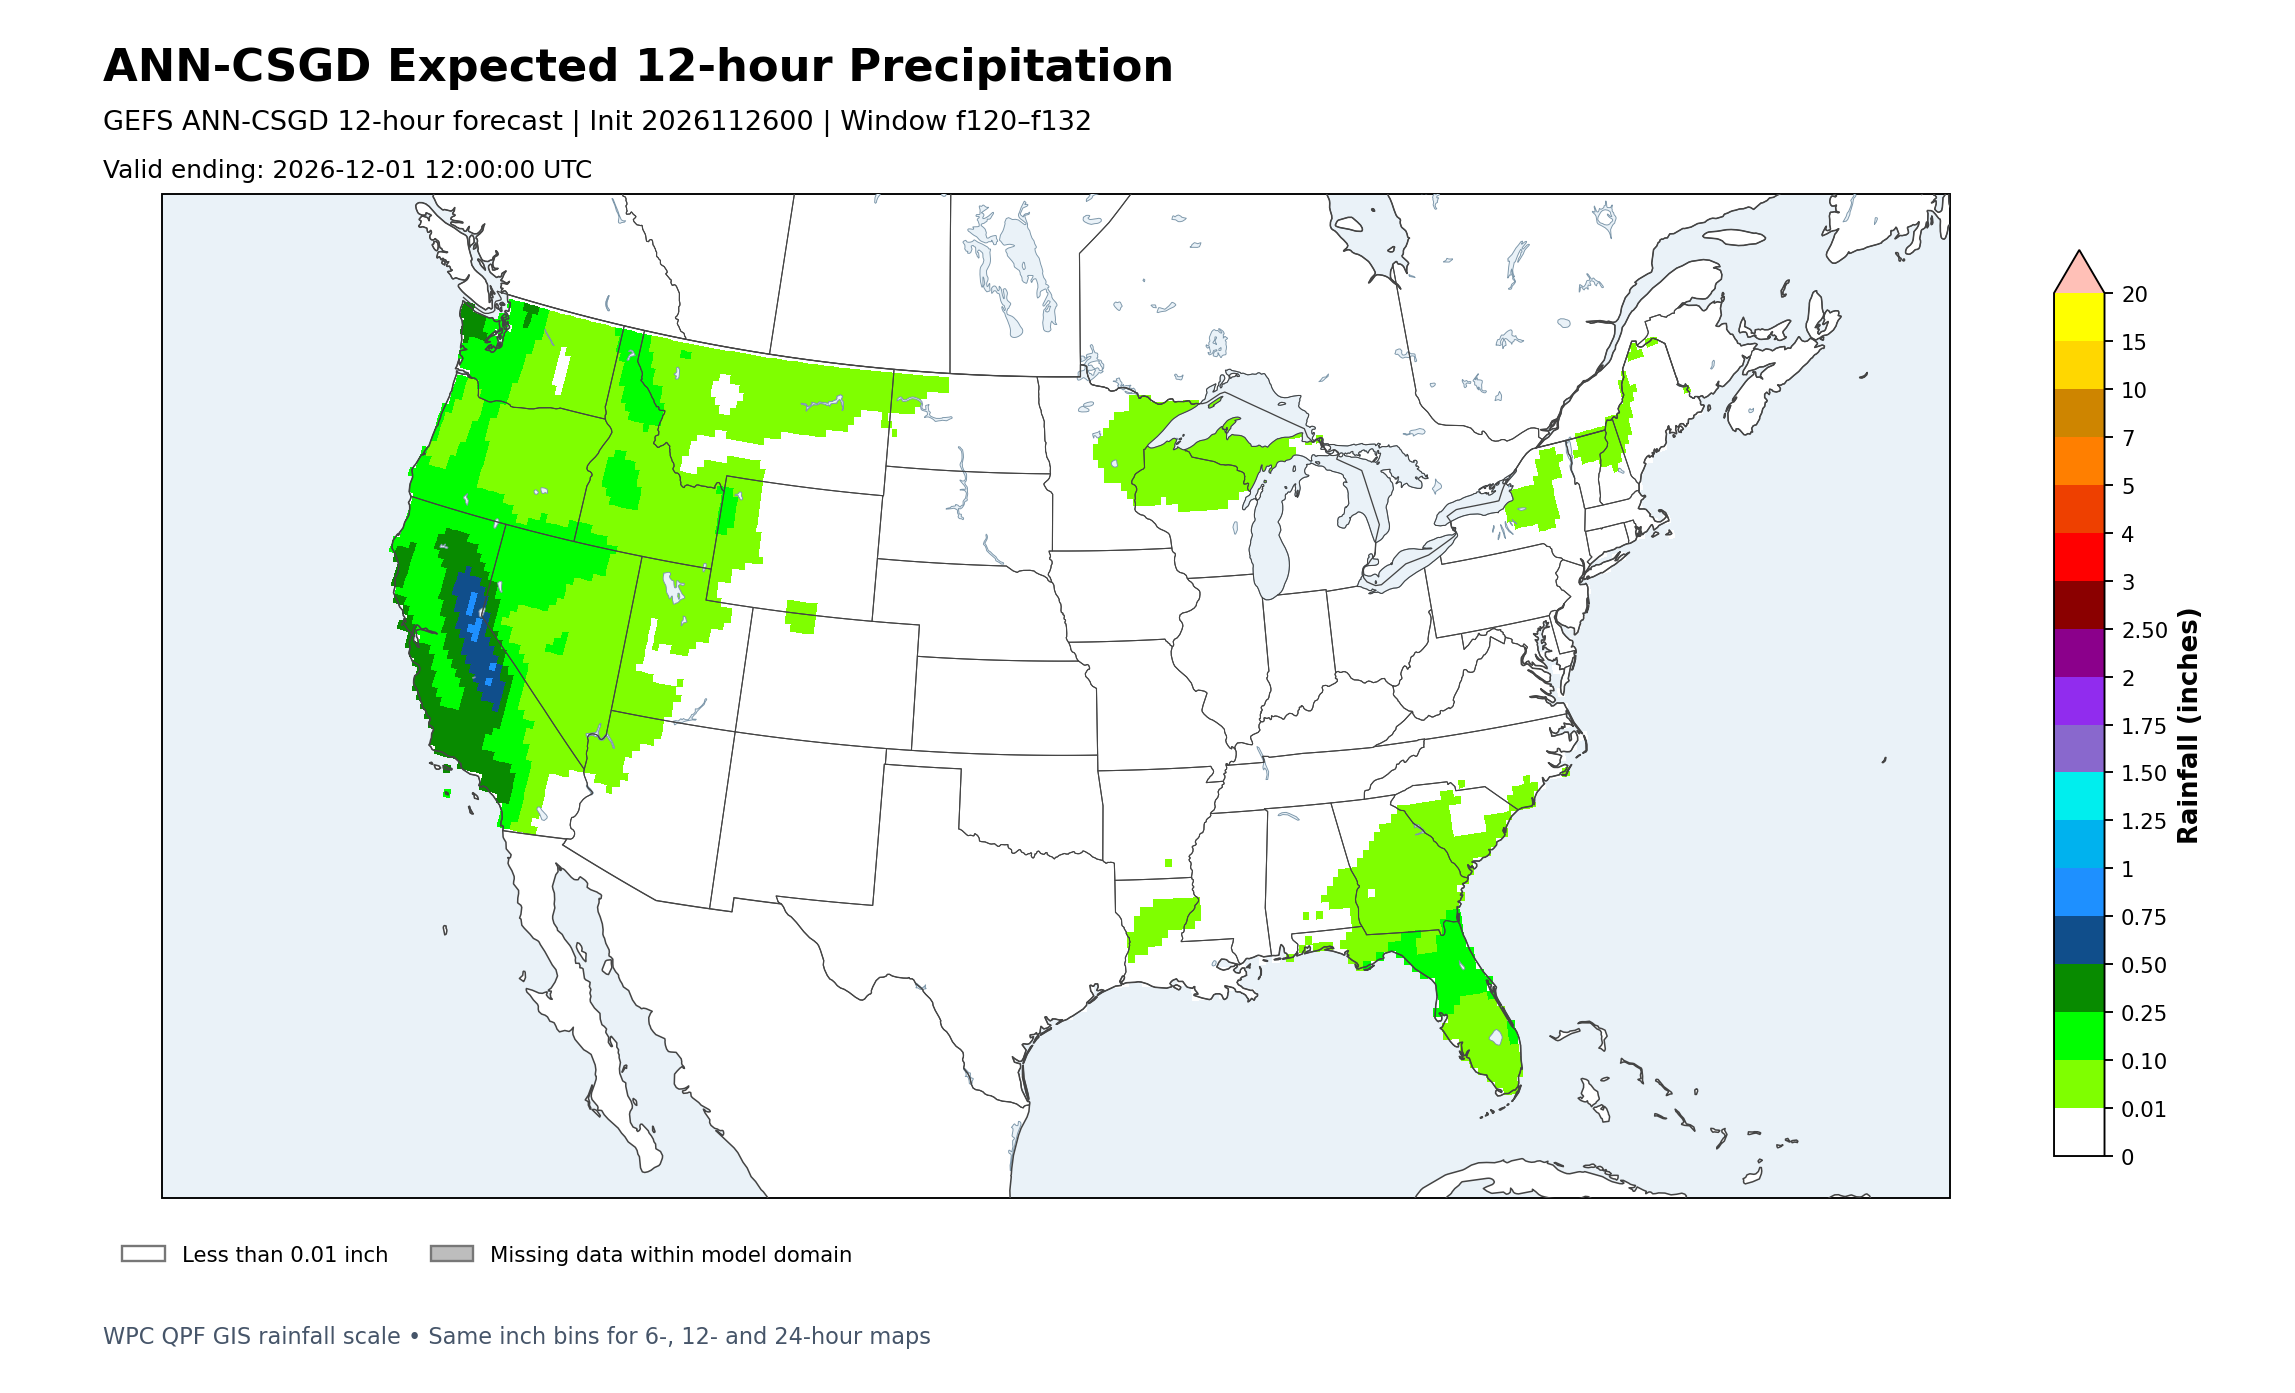 ANN-CSGD Expected 12-hour Precipitation
GEFS ANN-CSGD 12-hour forecast | Init 2026112600 | Window f120–f132
Valid ending: 2026-12-01 12:00:00 UTC
20
15
10
7
5
4
3
2.50
2
1.75
1.50
1.25
1
0.75
0.50
0.25
0.10
0.01
0
Rainfall (inches)
Less than 0.01 inch
Missing data within model domain
WPC QPF GIS rainfall scale • Same inch bins for 6-, 12- and 24-hour maps